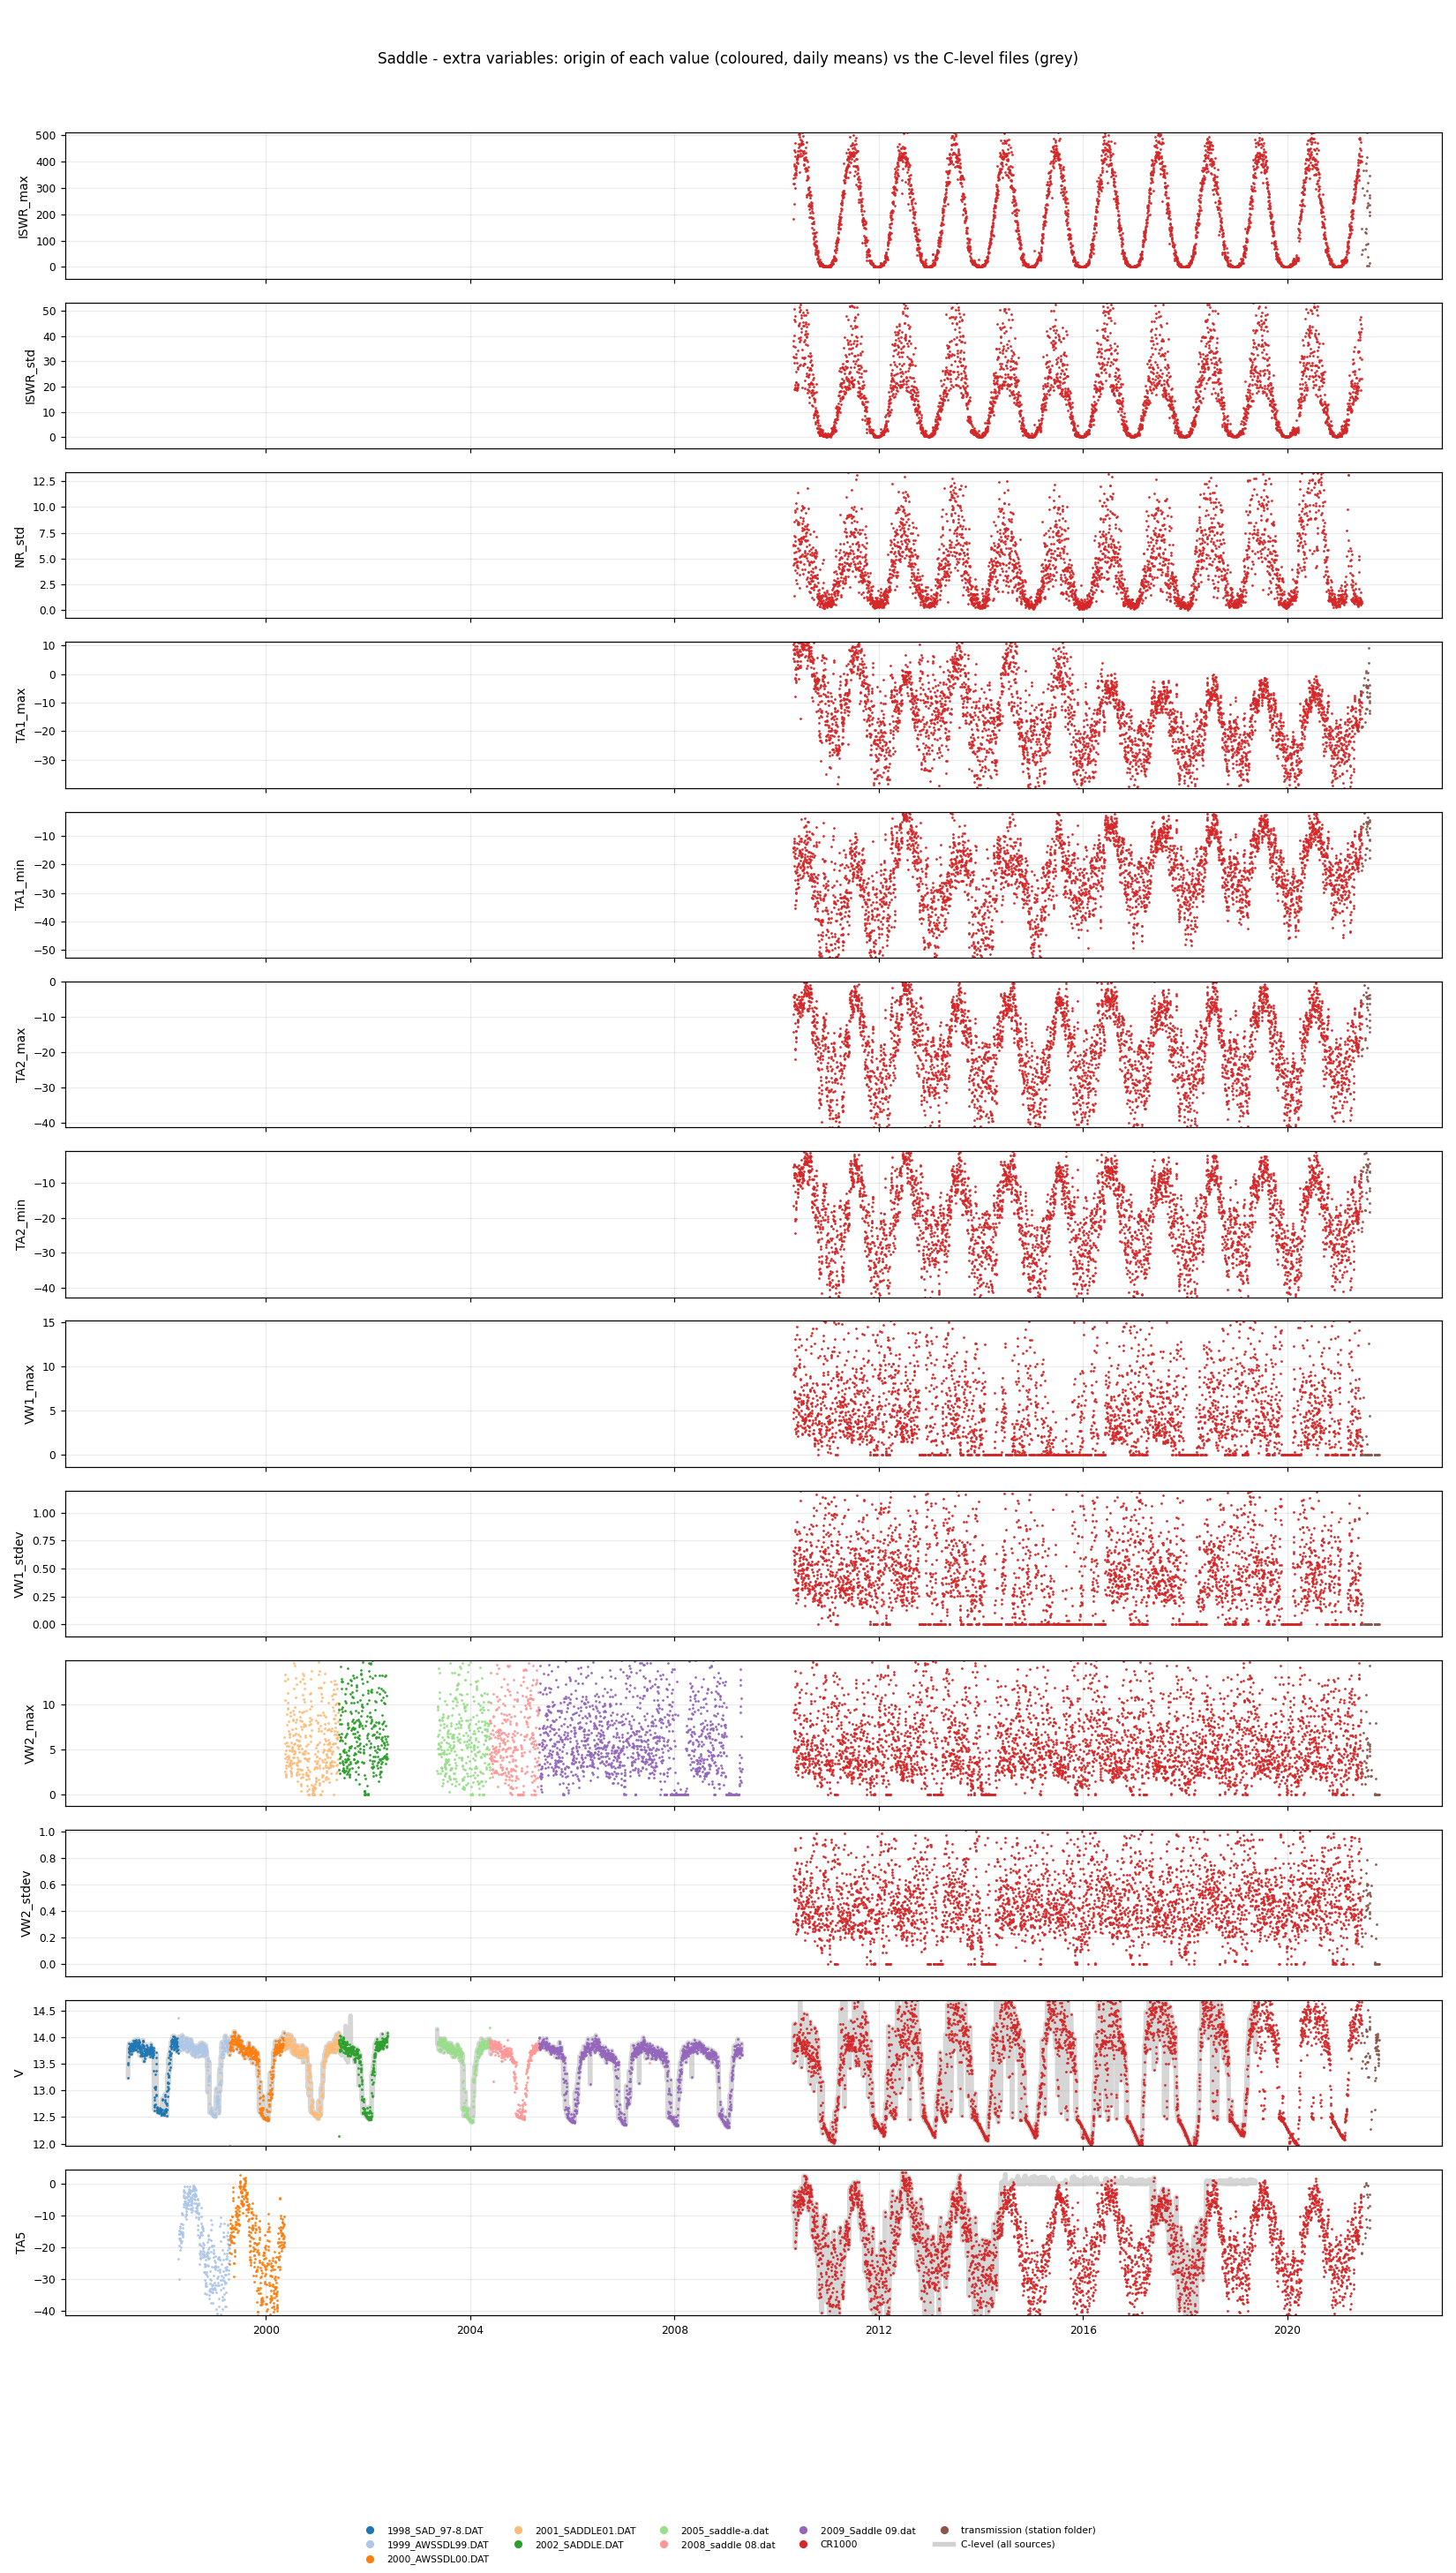 Saddle - extra variables: origin of each value (coloured, daily means) vs the C-level files (grey)
ISWR_max
500
400
300
200
100
0
ISWR_std
50
40
30
20
10
0
NR_std
12.5
10.0
7.5
5.0
2.5
0.0
TA1_max
10
0
−10
−20
−30
TA1_min
−10
−20
−30
−40
−50
TA2_max
0
−10
−20
−30
−40
TA2_min
−10
−20
−30
−40
VW1_max
15
10
5
0
VW1_stdev
1.00
0.75
0.50
0.25
0.00
VW2_max
10
5
0
VW2_stdev
1.0
0.8
0.6
0.4
0.2
0.0
V
14.5
14.0
13.5
13.0
12.5
12.0
TA5
0
−10
−20
−30
−40
2000 2004 2008 2012 2016 2020
1998_SAD_97-8.DAT
1999_AWSSDL99.DAT
2000_AWSSDL00.DAT
2001_SADDLE01.DAT
2002_SADDLE.DAT
2005_saddle-a.dat
2008_saddle 08.dat
2009_Saddle 09.dat
CR1000
transmission (station folder)
C-level (all sources)